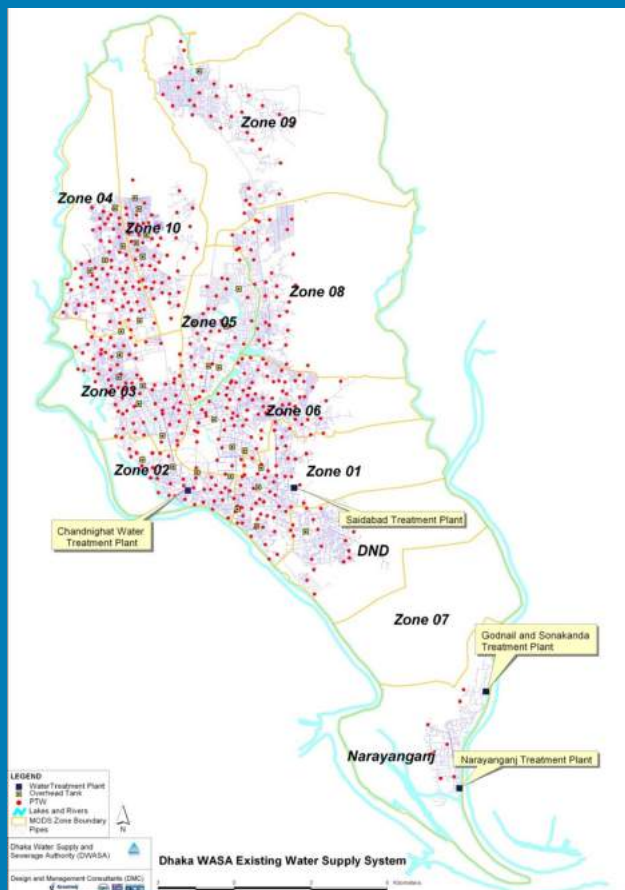 Zone 09
Zone 04
Zone 10
Zone 08
Zone 05
Zone 03
Zone 06
Zone 02
Zone 01
Chandnighat Water
Treatment Plant
Saidabad Treatment Plant
DND
Zone 07
Godnail and Sonakanda
Treatment Plant
Narayanganj
Narayanganj Treatment Plant
LEGEND
WaterTreatment Plant
Overhead Tank
PTW
Lakes and Rivers
MODS Zone Boundary
Pipes
N
Dhaka Water Supply and
Sewerage Authority (DWASA)
Dhaka WASA Existing Water Supply System
Design and Management Consultants (DMC)
Kilometers